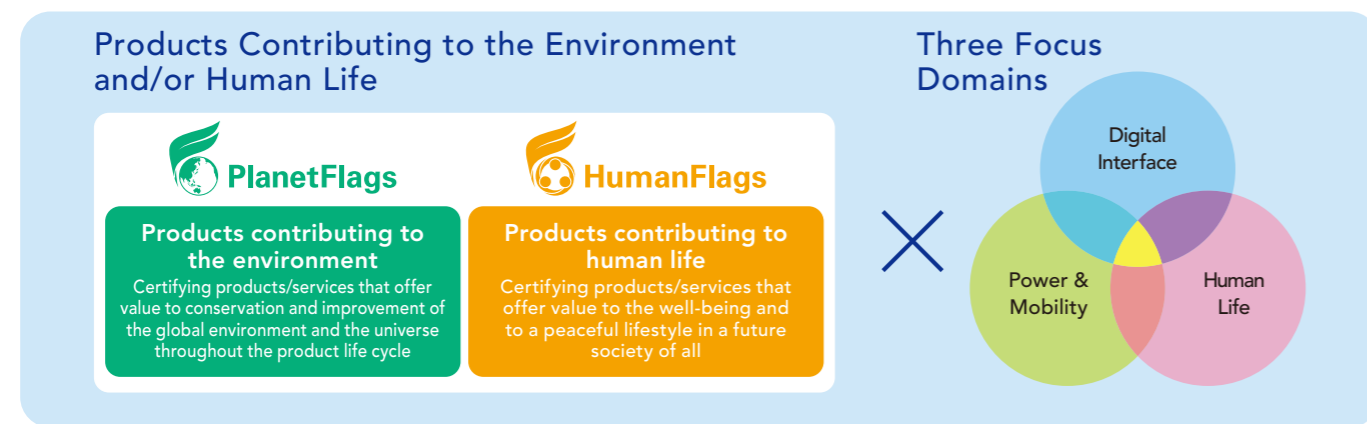 Products Contributing to the Environment
and/or Human Life
PlanetFlags
Products contributing to
the environment
Certifying products/services that offer
value to conservation and improvement of
the global environment and the universe
throughout the product life cycle
HumanFlags
Products contributing to
human life
Certifying products/services that
offer value to the well-being and
to a peaceful lifestyle in a future
society of all
Three Focus
Domains
Digital
Interface
Power &
Mobility
Human
Life